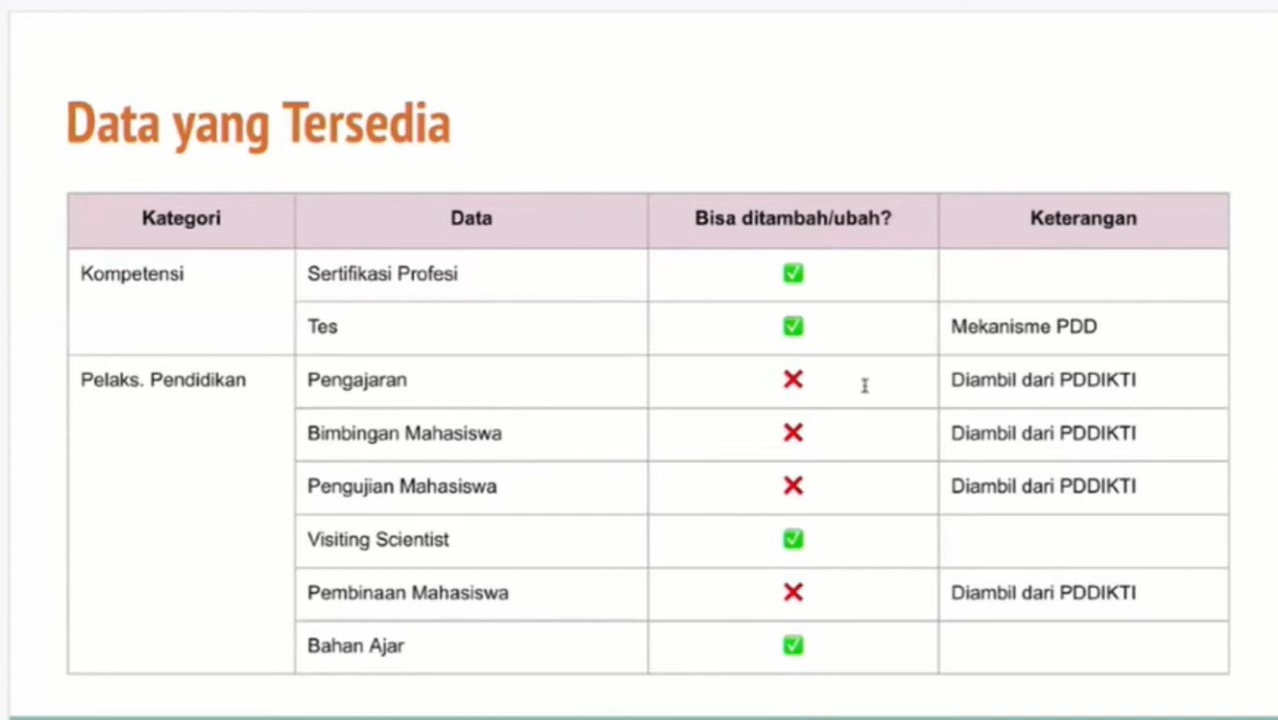 Data yang Tersedia
Kategori Data Bisa ditambah/ubah? Keterangan
Kompetensi Sertifikasi Profesi ✅
Tes ✅ Mekanisme PDD
Pelaks. Pendidikan Pengajaran ❌ Diambil dari PDDIKTI
Bimbingan Mahasiswa ❌ Diambil dari PDDIKTI
Pengujian Mahasiswa ❌ Diambil dari PDDIKTI
Visiting Scientist ✅
Pembinaan Mahasiswa ❌ Diambil dari PDDIKTI
Bahan Ajar ✅